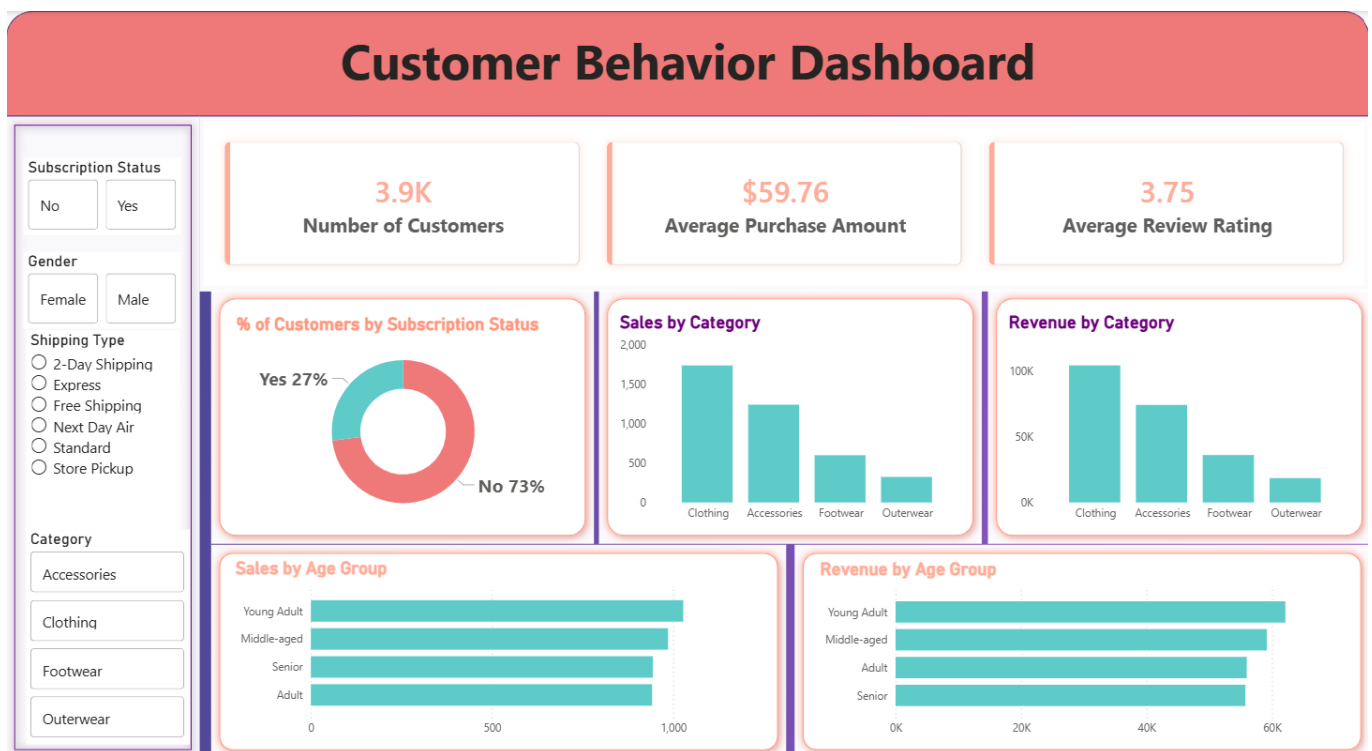 Customer Behavior Dashboard
Subscription Status
No Yes
Gender
Female Male
Shipping Type
2-Day Shipping
Express
Free Shipping
Next Day Air
Standard
Store Pickup
Category
Accessories
Clothing
Footwear
Outerwear
3.9K
Number of Customers
$59.76
Average Purchase Amount
3.75
Average Review Rating
% of Customers by Subscription Status
Yes 27%
No 73%
Sales by Category
2,000
1,500
1,000
500
0
Clothing Accessories Footwear Outerwear
Revenue by Category
100K
50K
0K
Clothing Accessories Footwear Outerwear
Sales by Age Group
Young Adult
Middle-aged
Senior
Adult
0 500 1,000
Revenue by Age Group
Young Adult
Middle-aged
Adult
Senior
0K 20K 40K 60K